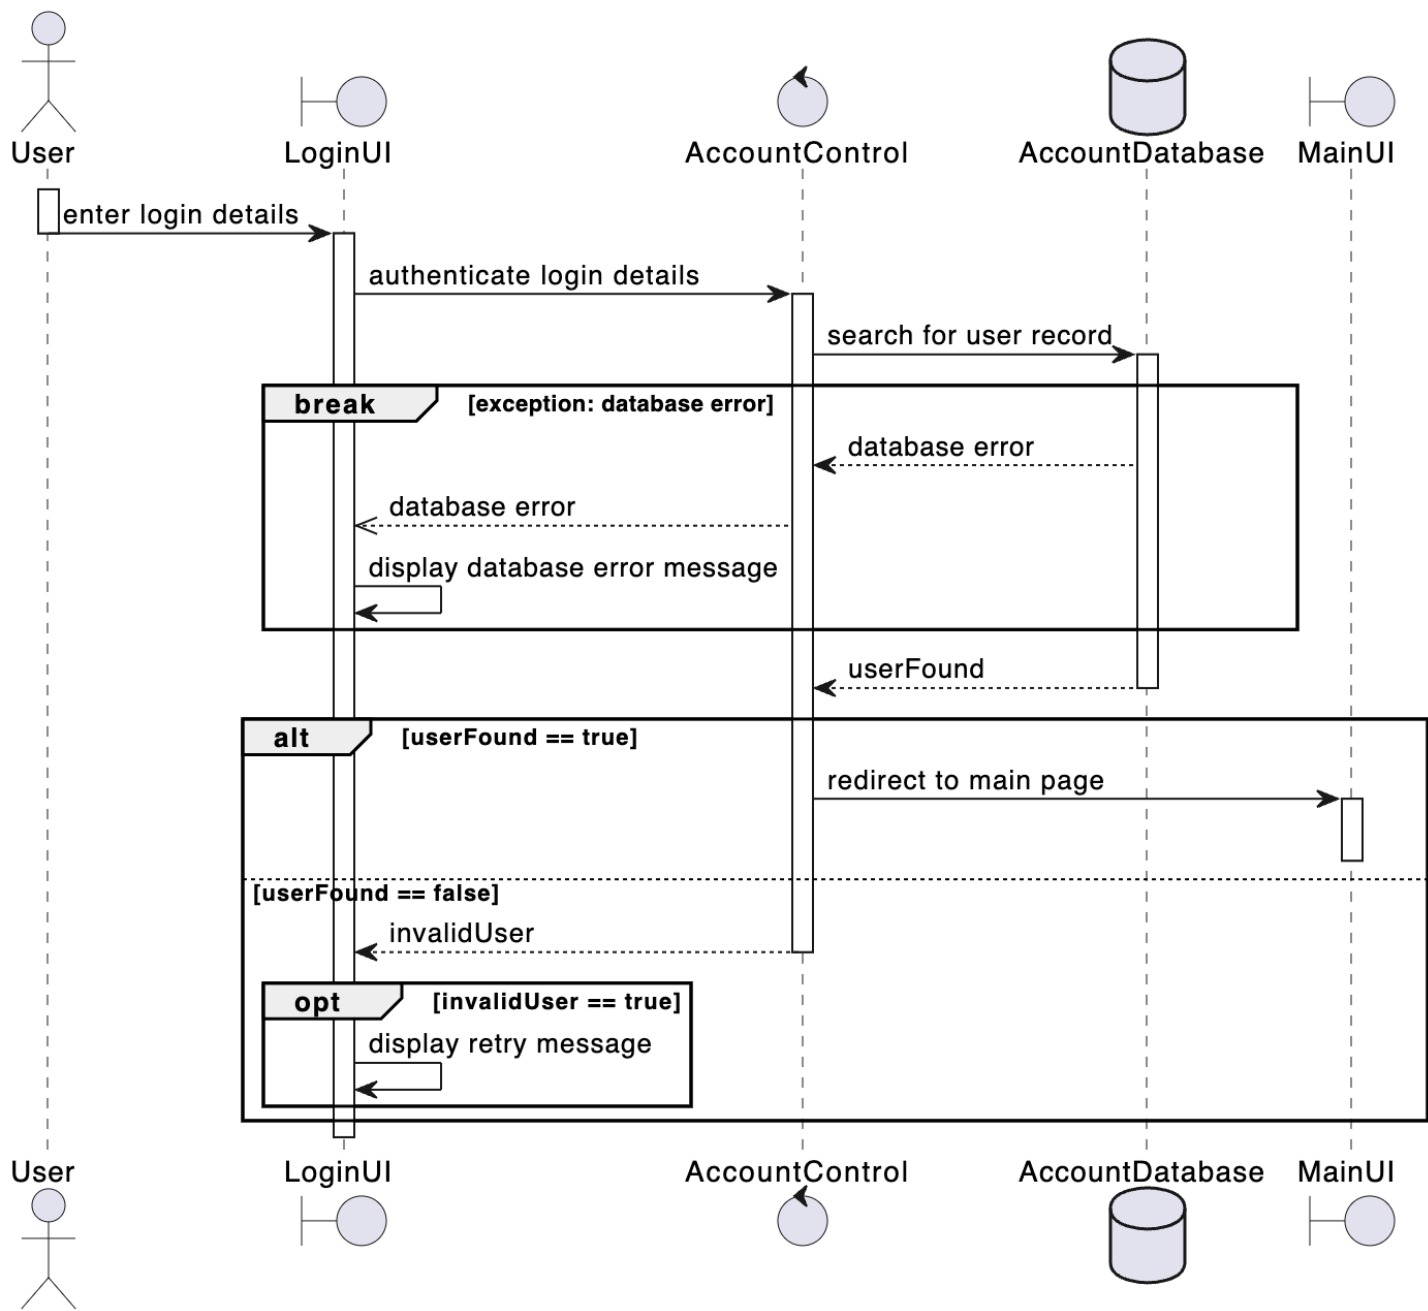 User
LoginUI
AccountControl
AccountDatabase
MainUI
enter login details
authenticate login details
search for user record
break
[exception: database error]
database error
database error
display database error message
userFound
alt
[userFound == true]
redirect to main page
[userFound == false]
invalidUser
opt
[invalidUser == true]
display retry message
User
LoginUI
AccountControl
AccountDatabase
MainUI